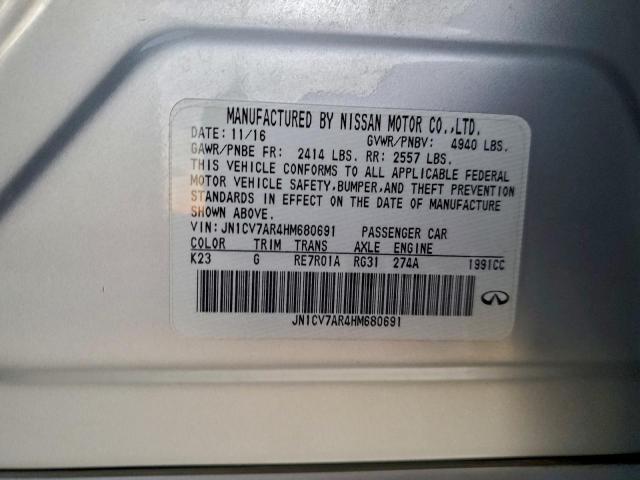 MANUFACTURED BY NISSAN MOTOR CO.,LTD.
DATE: 11/16 GVWR/PNBV: 4940 LBS.
GAWR/PNBE FR: 2414 LBS. RR: 2557 LBS.
THIS VEHICLE CONFORMS TO ALL APPLICABLE FEDERAL
MOTOR VEHICLE SAFETY,BUMPER,AND THEFT PREVENTION
STANDARDS IN EFFECT ON THE DATE OF MANUFACTURE
SHOWN ABOVE.
VIN:JN1CV7AR4HM680691 PASSENGER CAR
COLOR TRIM TRANS AXLE ENGINE
K23 G RE7R01A RG31 274A 1991CC
JN1CV7AR4HM680691